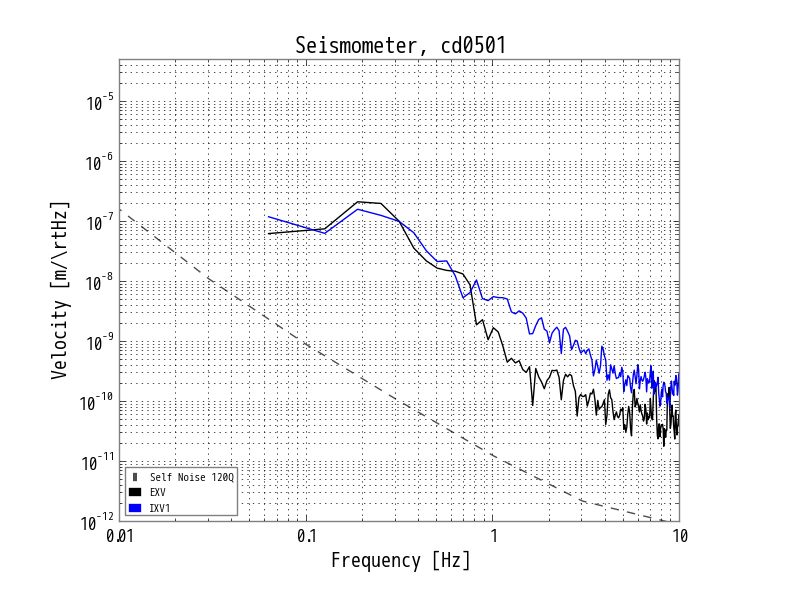 Seismometer, cd0501
Velocity [m/\rtHz]
10^-5
10^-6
10^-7
10^-8
10^-9
10^-10
10^-11
10^-12
Self Noise 120Q
EXV
IXV1
0.01
0.1
1
10
Frequency [Hz]